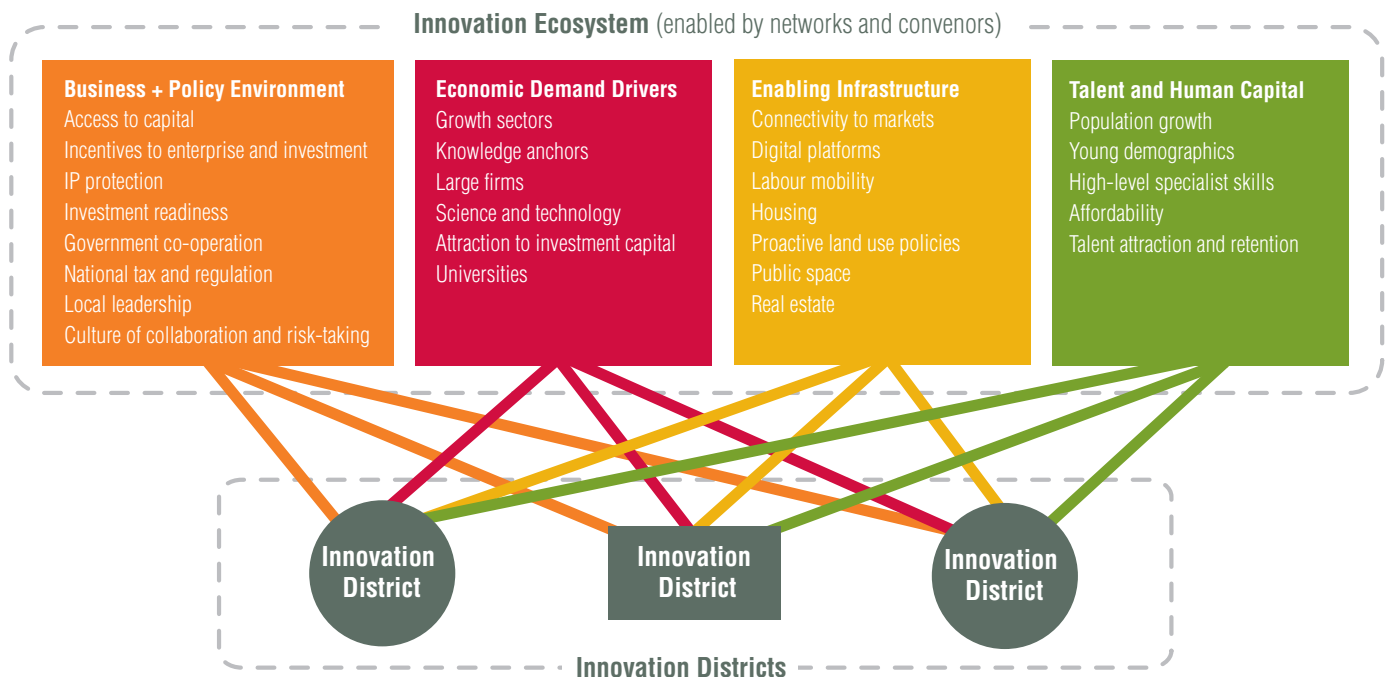 Innovation Ecosystem (enabled by networks and convenors)
Business + Policy Environment
Access to capital
Incentives to enterprise and investment
IP protection
Investment readiness
Government co-operation
National tax and regulation
Local leadership
Culture of collaboration and risk-taking
Economic Demand Drivers
Growth sectors
Knowledge anchors
Large firms
Science and technology
Attraction to investment capital
Universities
Enabling Infrastructure
Connectivity to markets
Digital platforms
Labour mobility
Housing
Proactive land use policies
Public space
Real estate
Talent and Human Capital
Population growth
Young demographics
High-level specialist skills
Affordability
Talent attraction and retention
Innovation
District
Innovation
District
Innovation
District
Innovation Districts